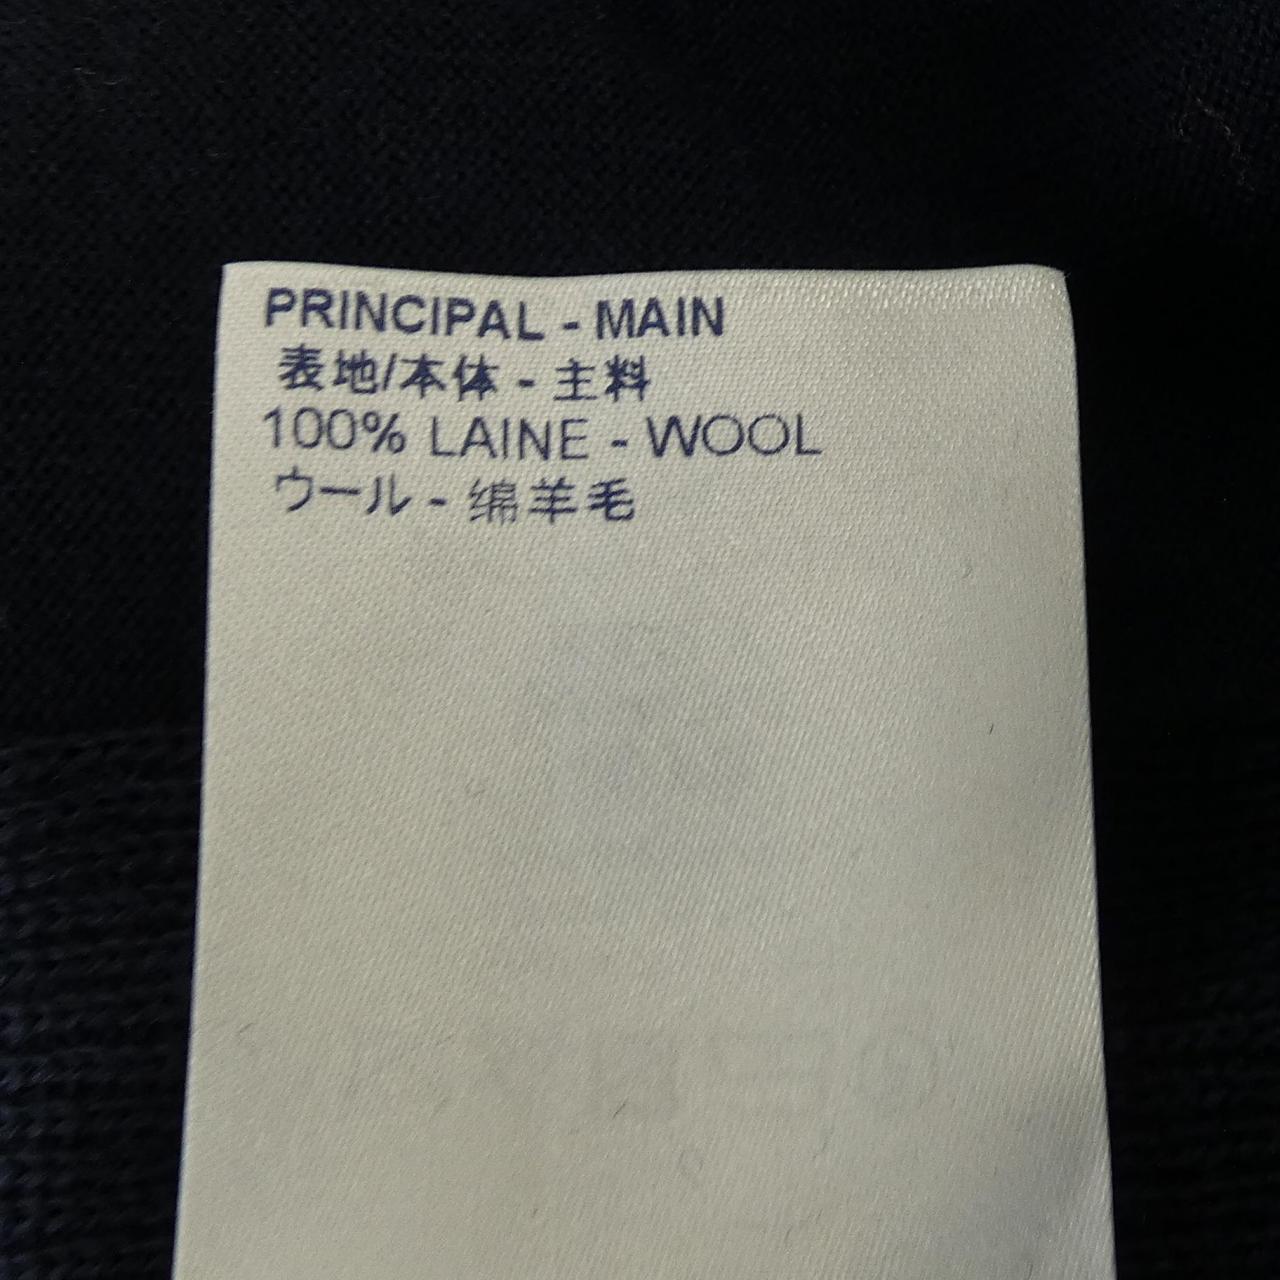 PRINCIPAL - MAIN
表地/本体 - 主料
100% LAINE - WOOL
ウール - 绵羊毛